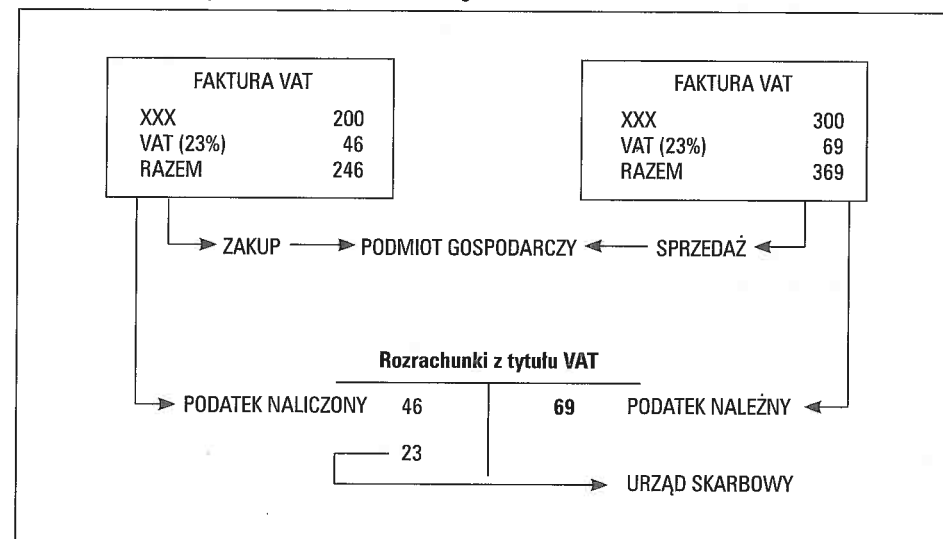 FAKTURA VAT
XXX 200
VAT (23%) 46
RAZEM 246
FAKTURA VAT
XXX 300
VAT (23%) 69
RAZEM 369
ZAKUP PODMIOT GOSPODARCZY SPRZEDAŻ
Rozrachunki z tytułu VAT
PODATEK NALICZONY 46 69 PODATEK NALEŻNY
23
URZĄD SKARBOWY